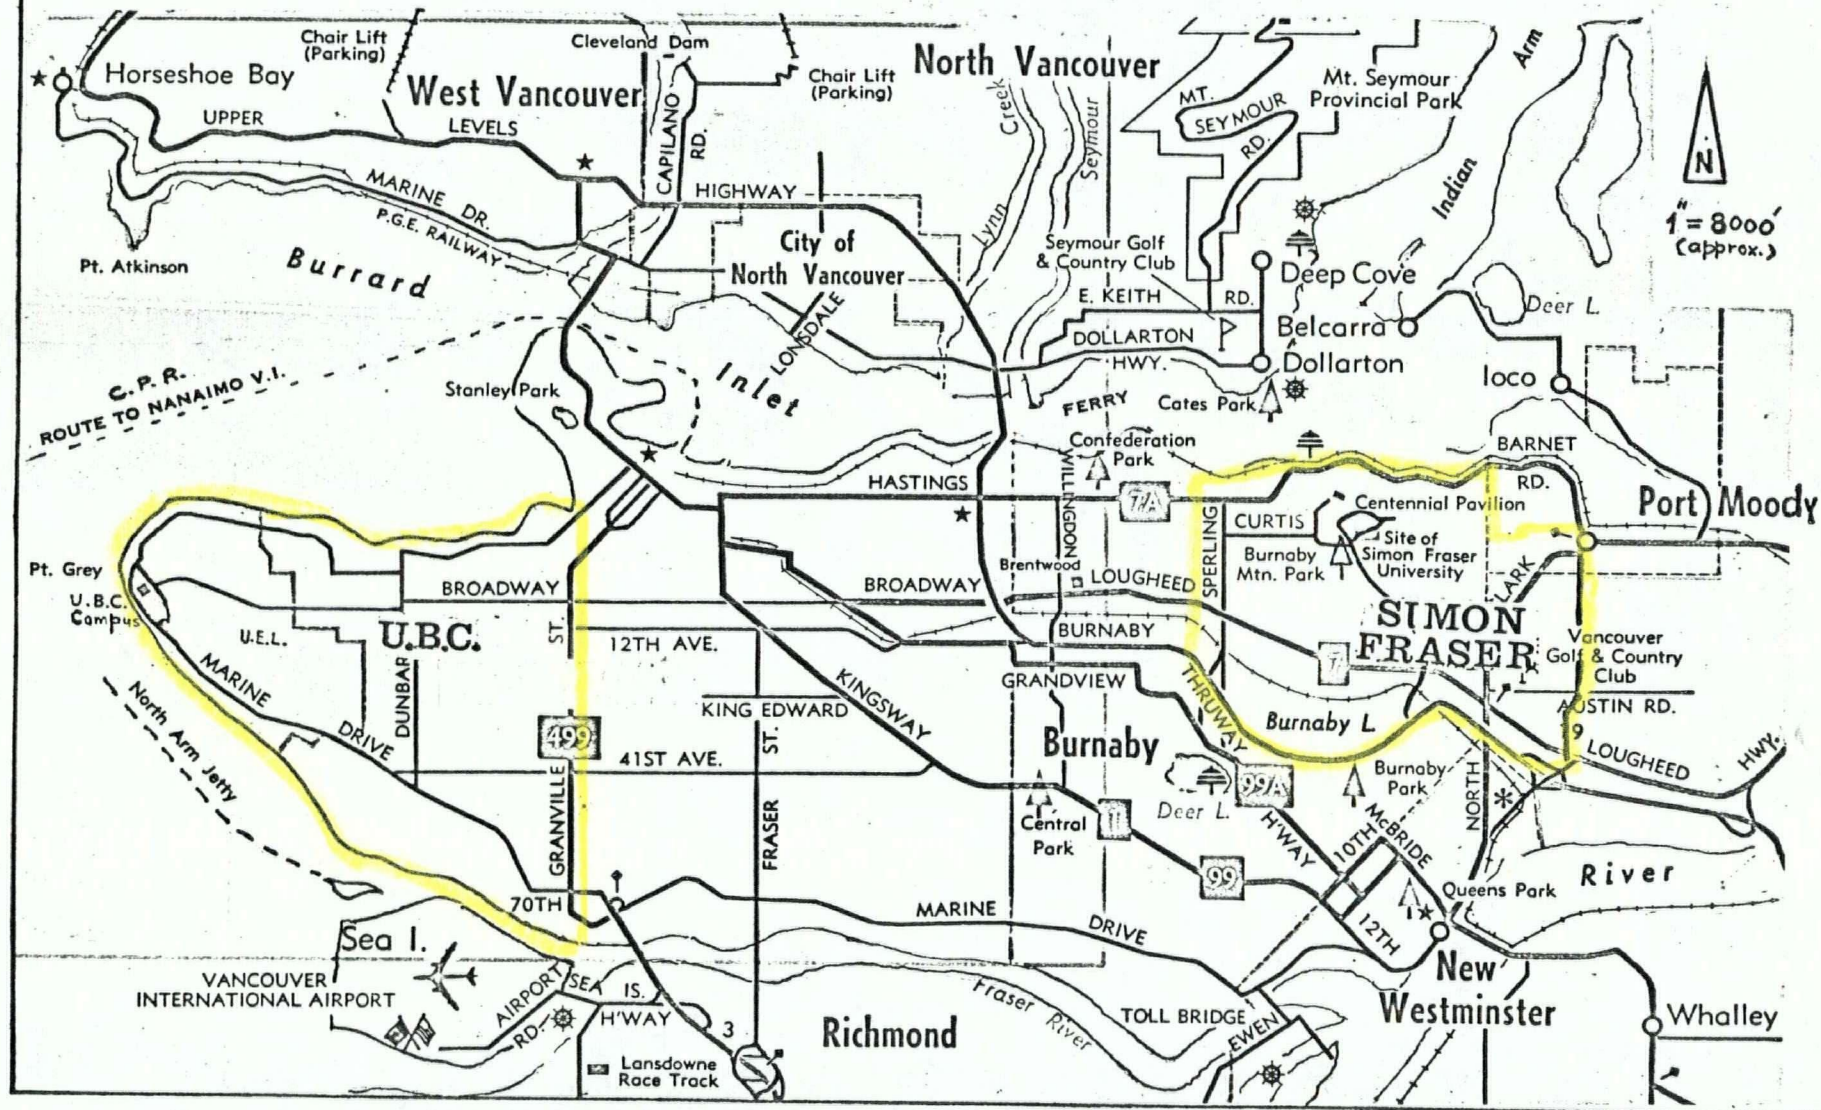 Chair Lift
(Parking)
Cleveland Dam
Horseshoe Bay
West Vancouver
North Vancouver
Chair Lift
(Parking)
Mt. Seymour
Provincial Park
MT.
SEYMOUR
RD.
Indian
Arm
N
1" = 8000'
(approx.)
UPPER
LEVELS
HIGHWAY
CAPILANO
RD.
Creek
Lynn
Seymour
MARINE DR.
P.G.E. RAILWAY
Pt. Atkinson
Burrard
Inlet
City of
North Vancouver
LONSDALE
Seymour Golf
& Country Club
E. KEITH
RD.
DOLLARTON
HWY.
Deep Cove
Belcarra
Dollarton
Deer L.
Ioco
C.P.R.
ROUTE TO NANAIMO V.I.
Stanley Park
FERRY
Cates Park
Confederation
Park
WILLINGDON
HASTINGS
7A
BARNET
RD.
Port Moody
Centennial Pavilion
CURTIS
Site of
Simon Fraser
University
Burnaby
Mtn. Park
SPERLING
CLARK
Pt. Grey
U.B.C.
Campus
U.E.L.
U.B.C.
BROADWAY
BROADWAY
Brentwood
LOUGHEED
SIMON
FRASER
7
Vancouver
Golf & Country
Club
AUSTIN RD.
ST.
12TH AVE.
BURNABY
THRUWAY
GRANDVIEW
MARINE
DRIVE
DUNBAR
KING EDWARD
KINGSWAY
Burnaby
Burnaby L
North Arm Jetty
499
41ST AVE.
ST.
GRANVILLE
FRASER
99A
Deer L.
Burnaby
Park
NORTH
9
LOUGHEED
HWY.
Central
Park
11
H'WAY
10TH
McBRIDE
99
Queens Park
River
12TH
70TH
MARINE
DRIVE
Sea I.
VANCOUVER
INTERNATIONAL AIRPORT
AIRPORT
RD.
SEA
IS.
H'WAY
3
Lansdowne
Race Track
Richmond
Fraser River
TOLL BRIDGE
EWEN
New
Westminster
Whalley